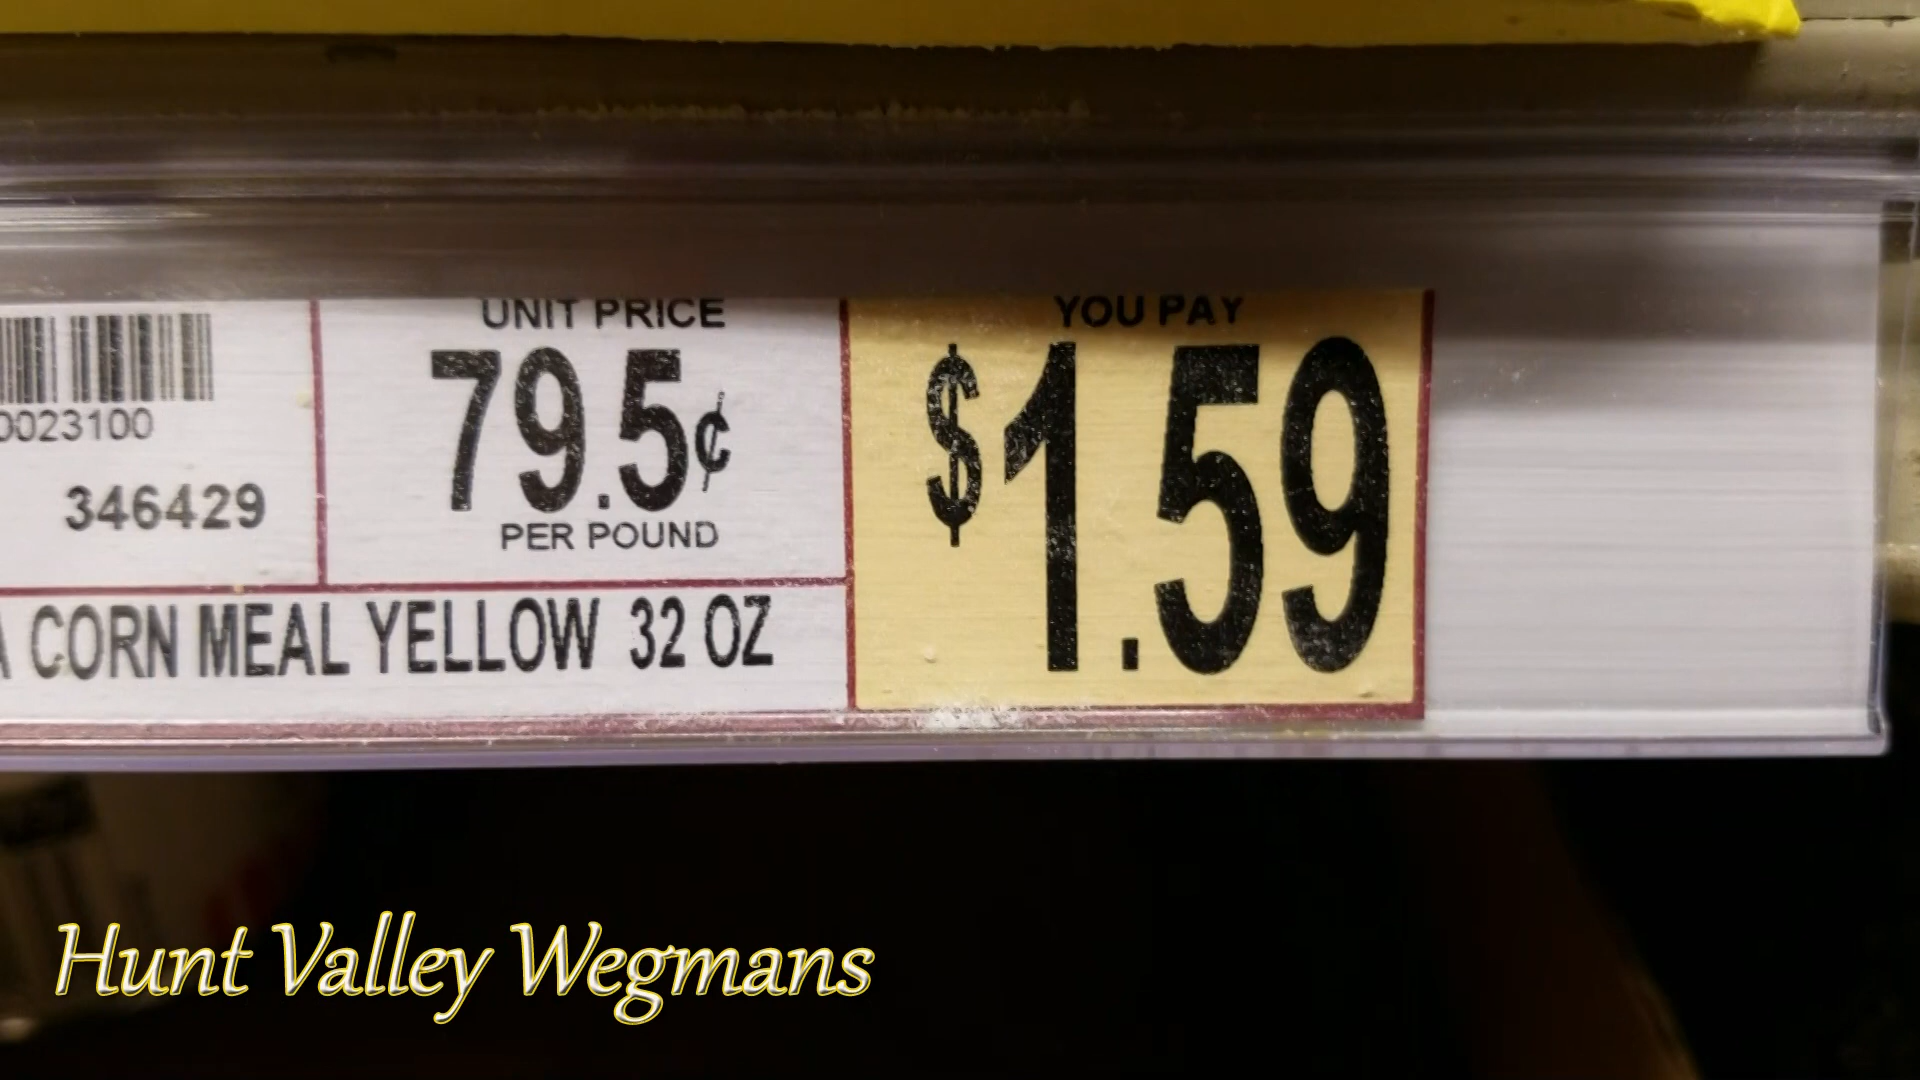 UNIT PRICE
79.5¢
PER POUND
YOU PAY
$1.59
0023100
346429
A CORN MEAL YELLOW 32 OZ
Hunt Valley Wegmans